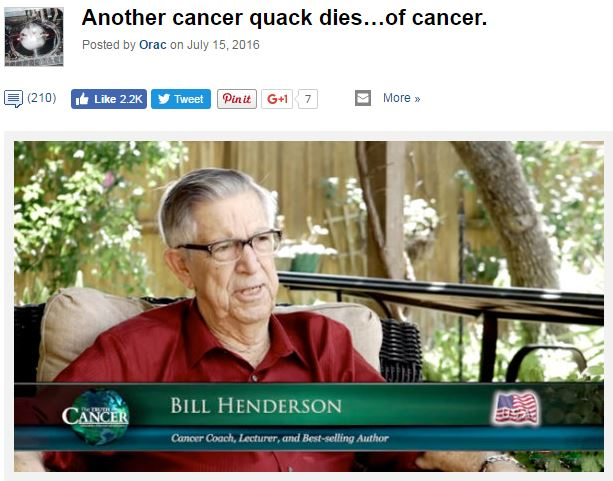 Another cancer quack dies…of cancer.
Posted by Orac on July 15, 2016
(210) Like 2.2K Tweet Pin it G+1 7 More »
The TRUTH About
CANCER
BILL HENDERSON
Cancer Coach, Lecturer, and Best-selling Author